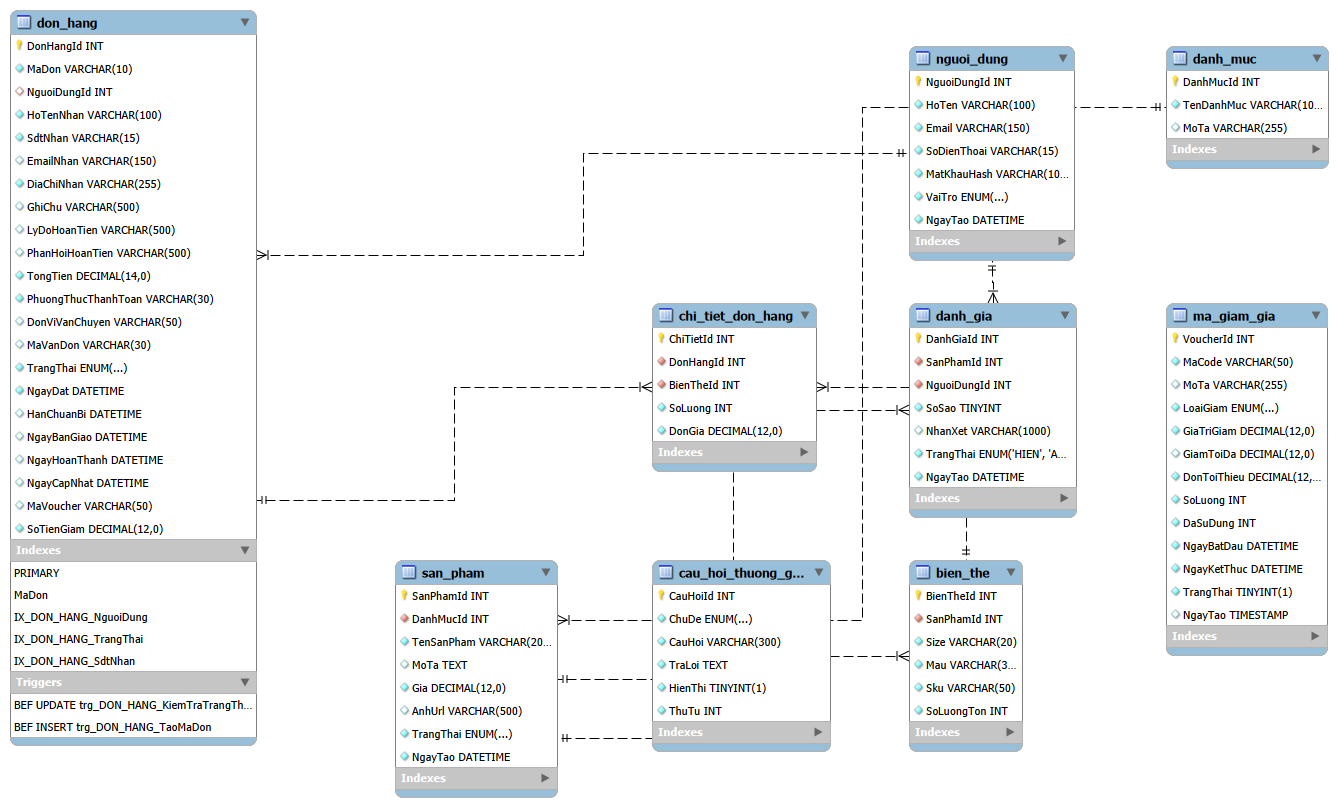 don_hang
DonHangId INT
MaDon VARCHAR(10)
NguoiDungId INT
HoTenNhan VARCHAR(100)
SdtNhan VARCHAR(15)
EmailNhan VARCHAR(150)
DiaChiNhan VARCHAR(255)
GhiChu VARCHAR(500)
LyDoHoanTien VARCHAR(500)
PhanHoiHoanTien VARCHAR(500)
TongTien DECIMAL(14,0)
PhuongThucThanhToan VARCHAR(30)
DonViVanChuyen VARCHAR(50)
MaVanDon VARCHAR(30)
TrangThai ENUM(...)
NgayDat DATETIME
HanChuanBi DATETIME
NgayBanGiao DATETIME
NgayHoanThanh DATETIME
NgayCapNhat DATETIME
MaVoucher VARCHAR(50)
SoTienGiam DECIMAL(12,0)
Indexes
PRIMARY
MaDon
IX_DON_HANG_NguoiDung
IX_DON_HANG_TrangThai
IX_DON_HANG_SdtNhan
Triggers
BEF UPDATE trg_DON_HANG_KiemTraTrangTh...
BEF INSERT trg_DON_HANG_TaoMaDon
nguoi_dung
NguoiDungId INT
HoTen VARCHAR(100)
Email VARCHAR(150)
SoDienThoai VARCHAR(15)
MatKhauHash VARCHAR(10...
VaiTro ENUM(...)
NgayTao DATETIME
Indexes
danh_muc
DanhMucId INT
TenDanhMuc VARCHAR(10...
MoTa VARCHAR(255)
Indexes
chi_tiet_don_hang
ChiTietId INT
DonHangId INT
BienTheId INT
SoLuong INT
DonGia DECIMAL(12,0)
Indexes
danh_gia
DanhGiaId INT
SanPhamId INT
NguoiDungId INT
SoSao TINYINT
NhanXet VARCHAR(1000)
TrangThai ENUM('HIEN', 'A...
NgayTao DATETIME
Indexes
ma_giam_gia
VoucherId INT
MaCode VARCHAR(50)
MoTa VARCHAR(255)
LoaiGiam ENUM(...)
GiaTriGiam DECIMAL(12,0)
GiamToiDa DECIMAL(12,0)
DonToiThieu DECIMAL(12,...
SoLuong INT
DaSuDung INT
NgayBatDau DATETIME
NgayKetThuc DATETIME
TrangThai TINYINT(1)
NgayTao TIMESTAMP
Indexes
san_pham
SanPhamId INT
DanhMucId INT
TenSanPham VARCHAR(20...
MoTa TEXT
Gia DECIMAL(12,0)
AnhUrl VARCHAR(500)
TrangThai ENUM(...)
NgayTao DATETIME
Indexes
cau_hoi_thuong_g...
CauHoiId INT
ChuDe ENUM(...)
CauHoi VARCHAR(300)
TraLoi TEXT
HienThi TINYINT(1)
ThuTu INT
Indexes
bien_the
BienTheId INT
SanPhamId INT
Size VARCHAR(20)
Mau VARCHAR(3...
Sku VARCHAR(50)
SoLuongTon INT
Indexes